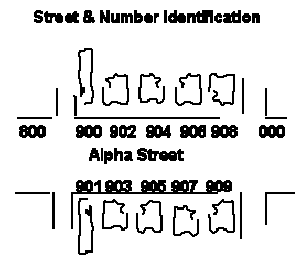 Street & Number Identification
800 900 902 904 906 908 000
Alpha Street
901 903 905 907 909